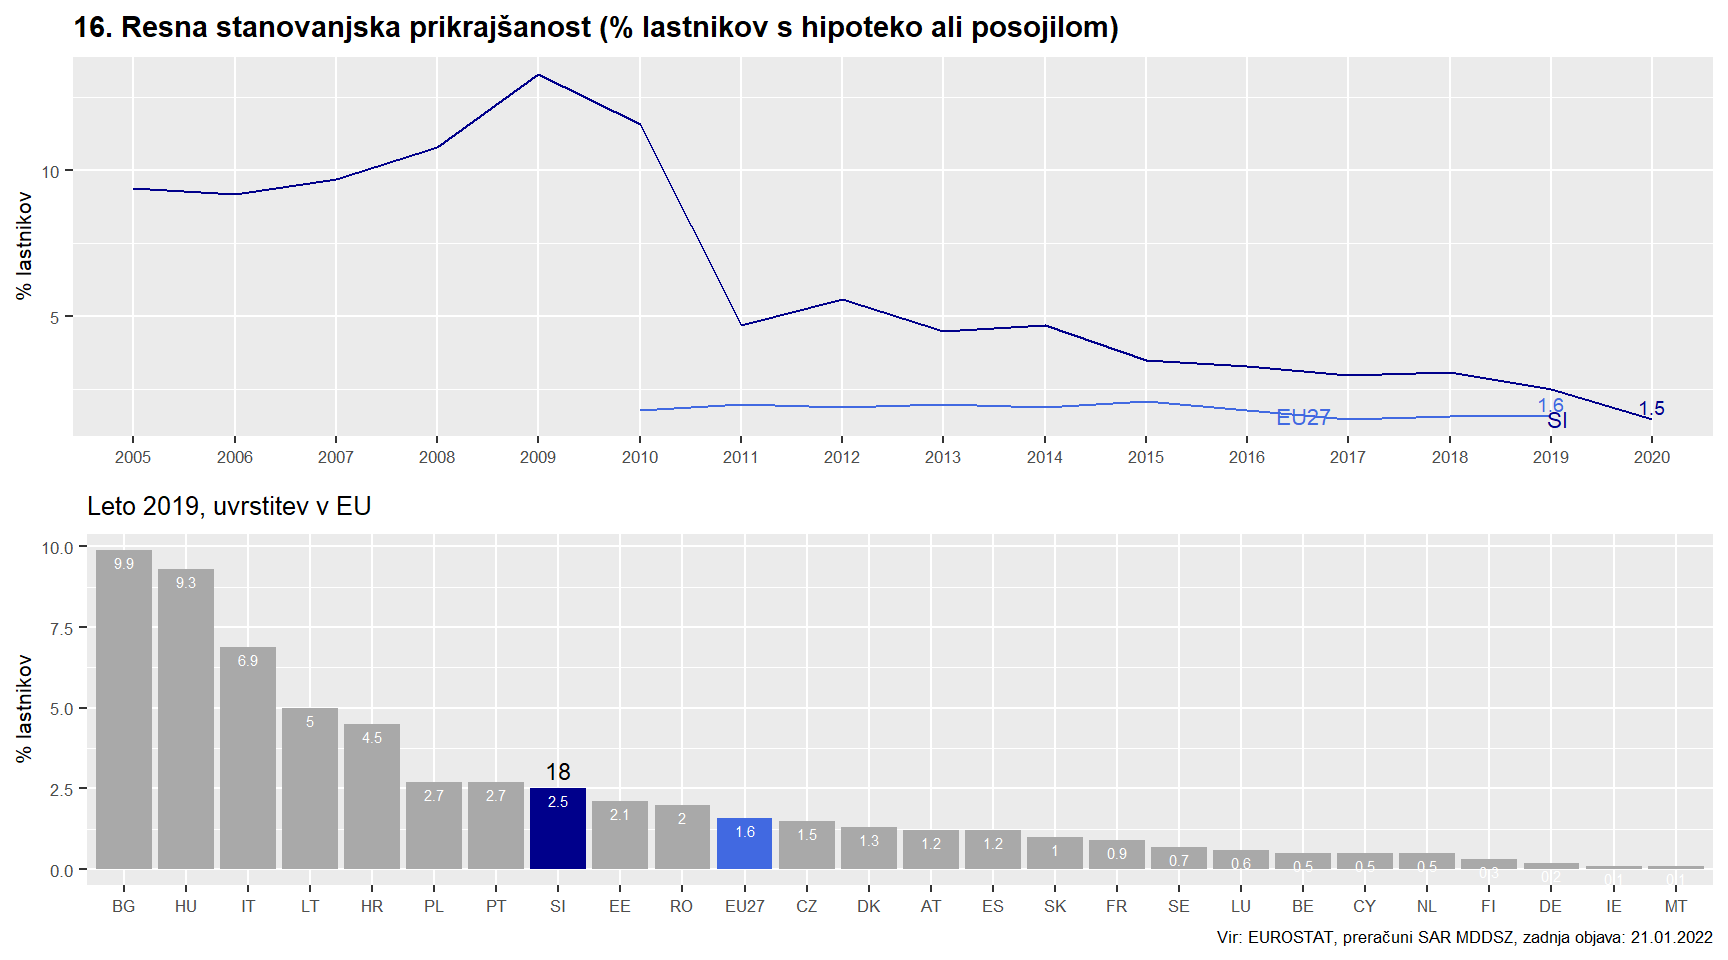 16. Resna stanovanjska prikrajšanost (% lastnikov s hipoteko ali posojilom)
% lastnikov
10
5
EU27
1.6
SI
1.5
2005 2006 2007 2008 2009 2010 2011 2012 2013 2014 2015 2016 2017 2018 2019 2020
Leto 2019, uvrstitev v EU
% lastnikov
10.0
7.5
5.0
2.5
0.0
18
9.9 9.3 6.9 5 4.5 2.7 2.7 2.5 2.1 2 1.6 1.5 1.3 1.2 1.2 1 0.9 0.7 0.6 0.5 0.5 0.5 0.3 0.2 0.1 0.1
BG HU IT LT HR PL PT SI EE RO EU27 CZ DK AT ES SK FR SE LU BE CY NL FI DE IE MT
Vir: EUROSTAT, preračuni SAR MDDSZ, zadnja objava: 21.01.2022